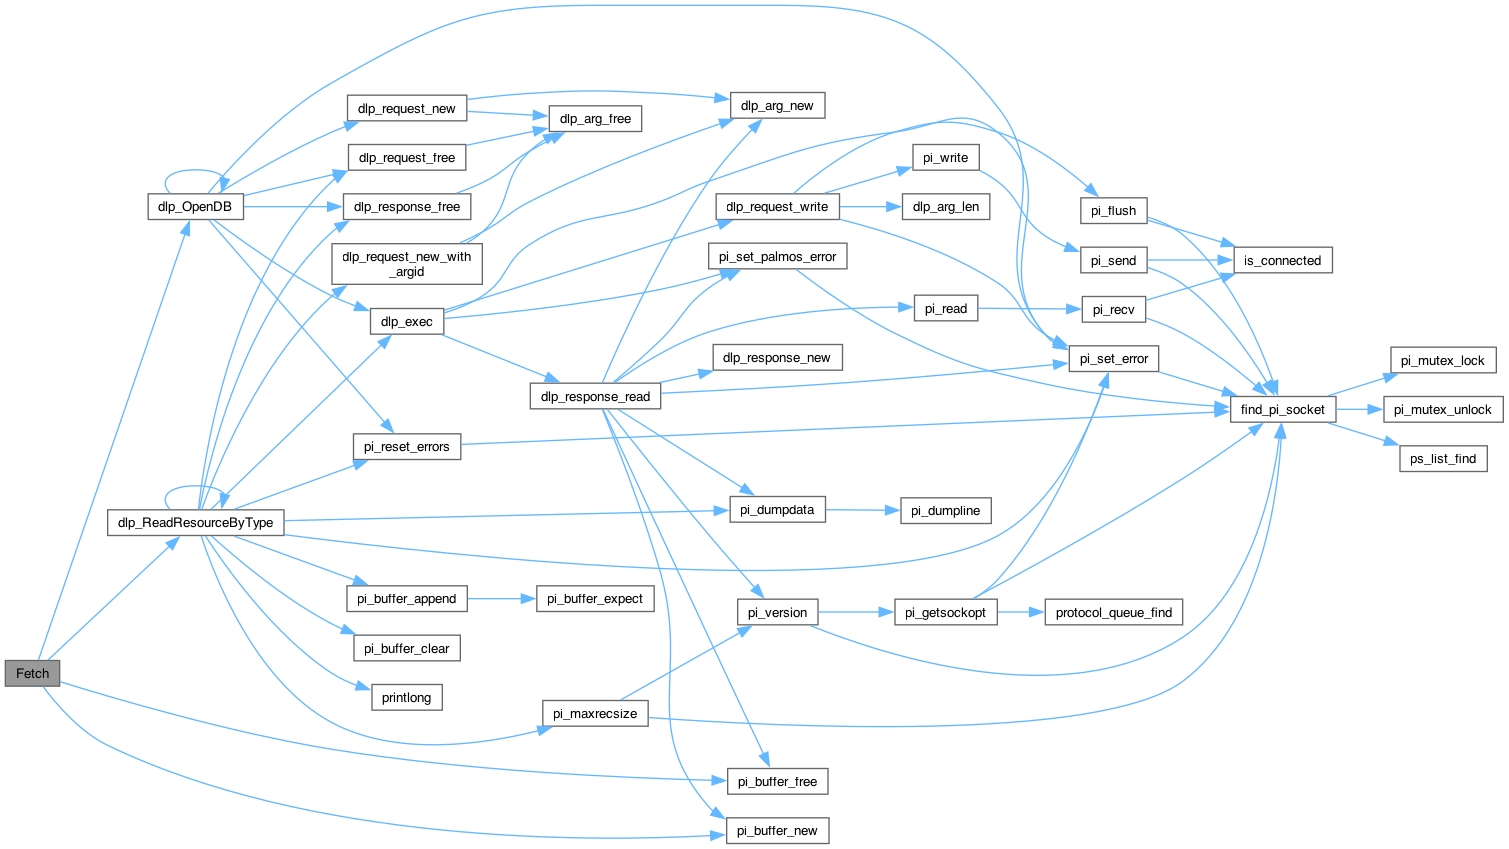 Fetch
dlp_OpenDB
dlp_ReadResourceByType
dlp_request_new
dlp_request_free
dlp_response_free
dlp_request_new_with
_argid
dlp_exec
pi_reset_errors
pi_buffer_append
pi_buffer_clear
printlong
dlp_arg_free
dlp_response_read
pi_buffer_expect
pi_maxrecsize
dlp_arg_new
dlp_request_write
pi_set_palmos_error
dlp_response_new
pi_dumpdata
pi_version
pi_buffer_free
pi_buffer_new
pi_write
dlp_arg_len
pi_read
pi_dumpline
pi_getsockopt
pi_flush
pi_send
pi_recv
pi_set_error
protocol_queue_find
is_connected
find_pi_socket
pi_mutex_lock
pi_mutex_unlock
ps_list_find